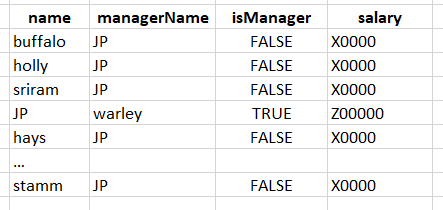 name managerName isManager salary
buffalo JP FALSE X0000
holly JP FALSE X0000
sriram JP FALSE X0000
JP warley TRUE Z00000
hays JP FALSE X0000
...
stamm JP FALSE X0000